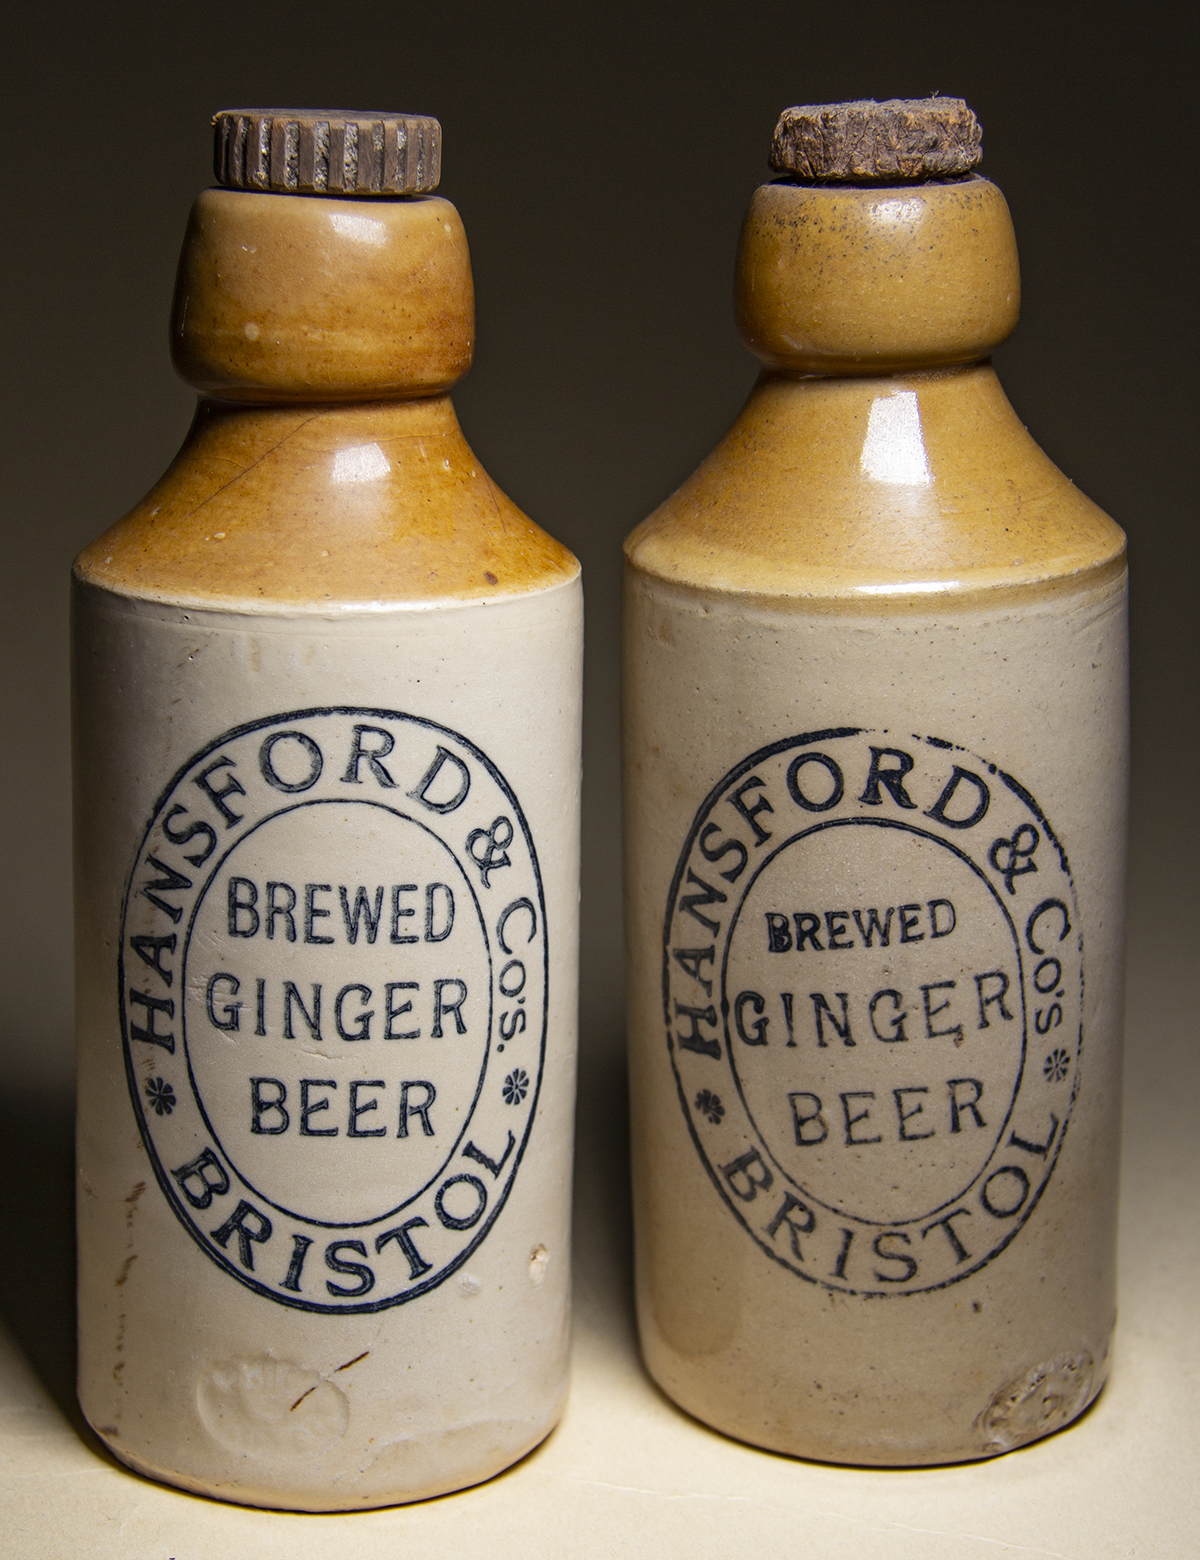 HANSFORD & Co's.
BREWED
GINGER
BEER
BRISTOL
HANSFORD & Co's
BREWED
GINGER
BEER
BRISTOL